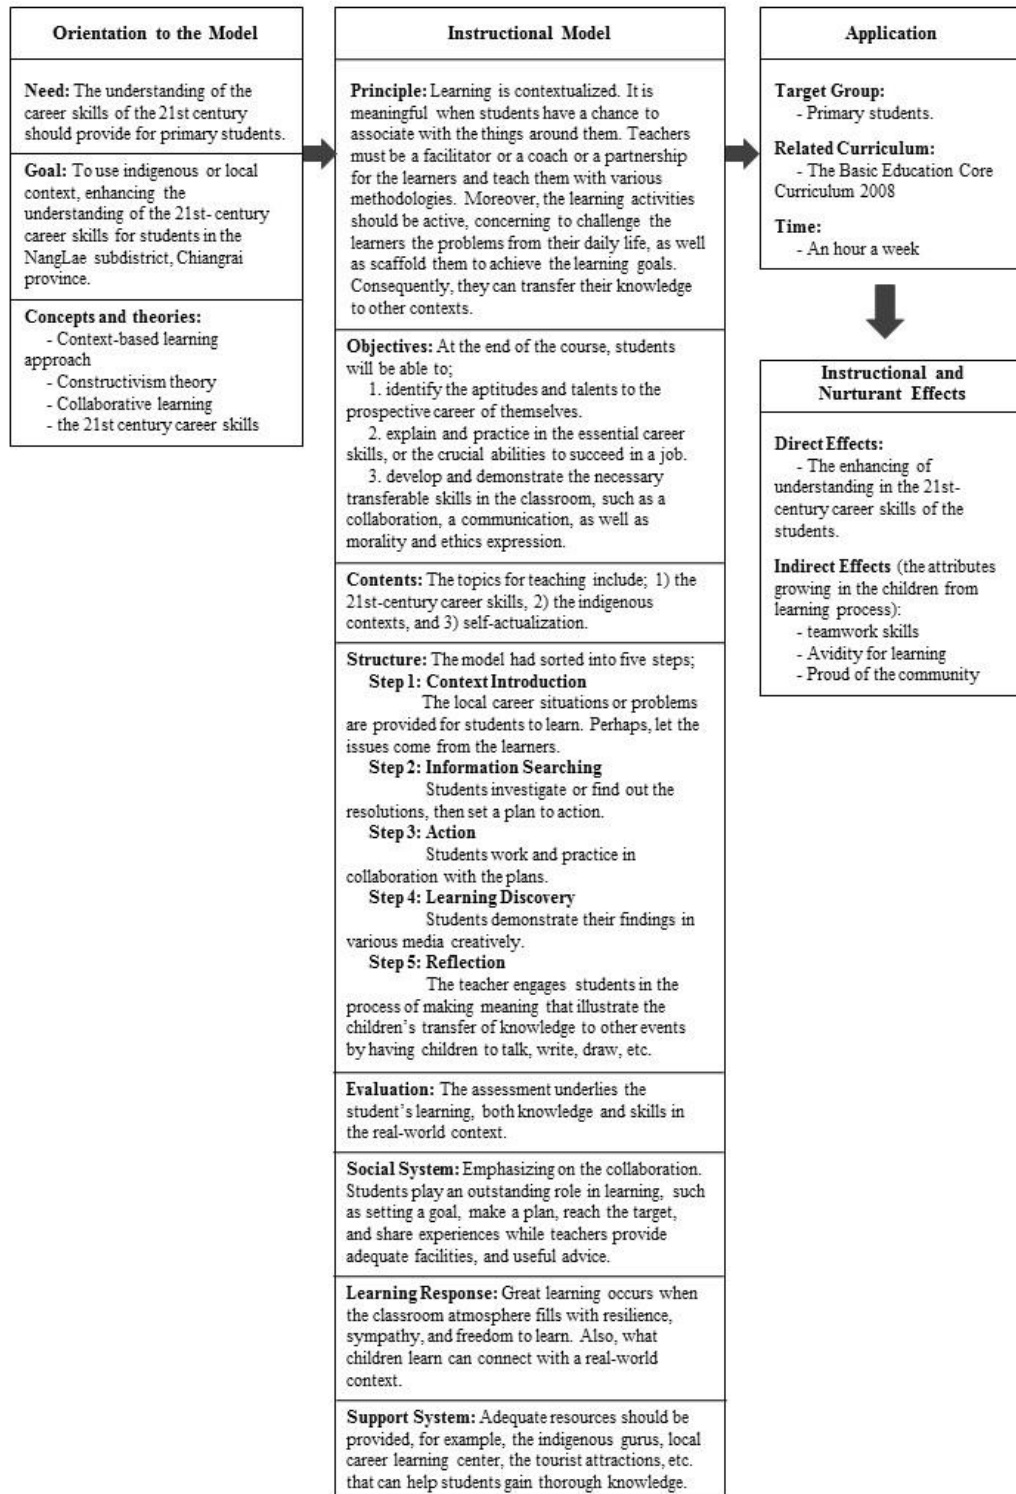 Orientation to the Model
Need: The understanding of the
career skills of the 21st century
should provide for primary students.
Goal: To use indigenous or local
context, enhancing the
understanding of the 21st- century
career skills for students in the
NangLae subdistrict, Chiangrai
province.
Concepts and theories:
- Context-based learning
approach
- Constructivism theory
- Collaborative learning
- the 21st century career skills
Instructional Model
Principle: Learning is contextualized. It is
meaningful when students have a chance to
associate with the things around them. Teachers
must be a facilitator or a coach or a partnership
for the learners and teach them with various
methodologies. Moreover, the learning activities
should be active, concerning to challenge the
learners the problems from their daily life, as well
as scaffold them to achieve the learning goals.
Consequently, they can transfer their knowledge
to other contexts.
Objectives: At the end of the course, students
will be able to;
1. identify the aptitudes and talents to the
prospective career of themselves.
2. explain and practice in the essential career
skills, or the crucial abilities to succeed in a job.
3. develop and demonstrate the necessary
transferable skills in the classroom, such as a
collaboration, a communication, as well as
morality and ethics expression.
Contents: The topics for teaching include; 1) the
21st-century career skills, 2) the indigenous
contexts, and 3) self-actualization.
Structure: The model had sorted into five steps;
Step 1: Context Introduction
The local career situations or problems
are provided for students to learn. Perhaps, let the
issues come from the learners.
Step 2: Information Searching
Students investigate or find out the
resolutions, then set a plan to action.
Step 3: Action
Students work and practice in
collaboration with the plans.
Step 4: Learning Discovery
Students demonstrate their findings in
various media creatively.
Step 5: Reflection
The teacher engages students in the
process of making meaning that illustrate the
children's transfer of knowledge to other events
by having children to talk, write, draw, etc.
Evaluation: The assessment underlies the
student's learning, both knowledge and skills in
the real-world context.
Social System: Emphasizing on the collaboration.
Students play an outstanding role in learning, such
as setting a goal, make a plan, reach the target,
and share experiences while teachers provide
adequate facilities, and useful advice.
Learning Response: Great learning occurs when
the classroom atmosphere fills with resilience,
sympathy, and freedom to learn. Also, what
children learn can connect with a real-world
context.
Support System: Adequate resources should be
provided, for example, the indigenous gurus, local
career learning center, the tourist attractions, etc.
that can help students gain thorough knowledge.
Application
Target Group:
- Primary students.
Related Curriculum:
- The Basic Education Core
Curriculum 2008
Time:
- An hour a week
Instructional and
Nurturant Effects
Direct Effects:
- The enhancing of
understanding in the 21st-
century career skills of the
students.
Indirect Effects (the attributes
growing in the children from
learning process):
- teamwork skills
- Avidity for learning
- Proud of the community